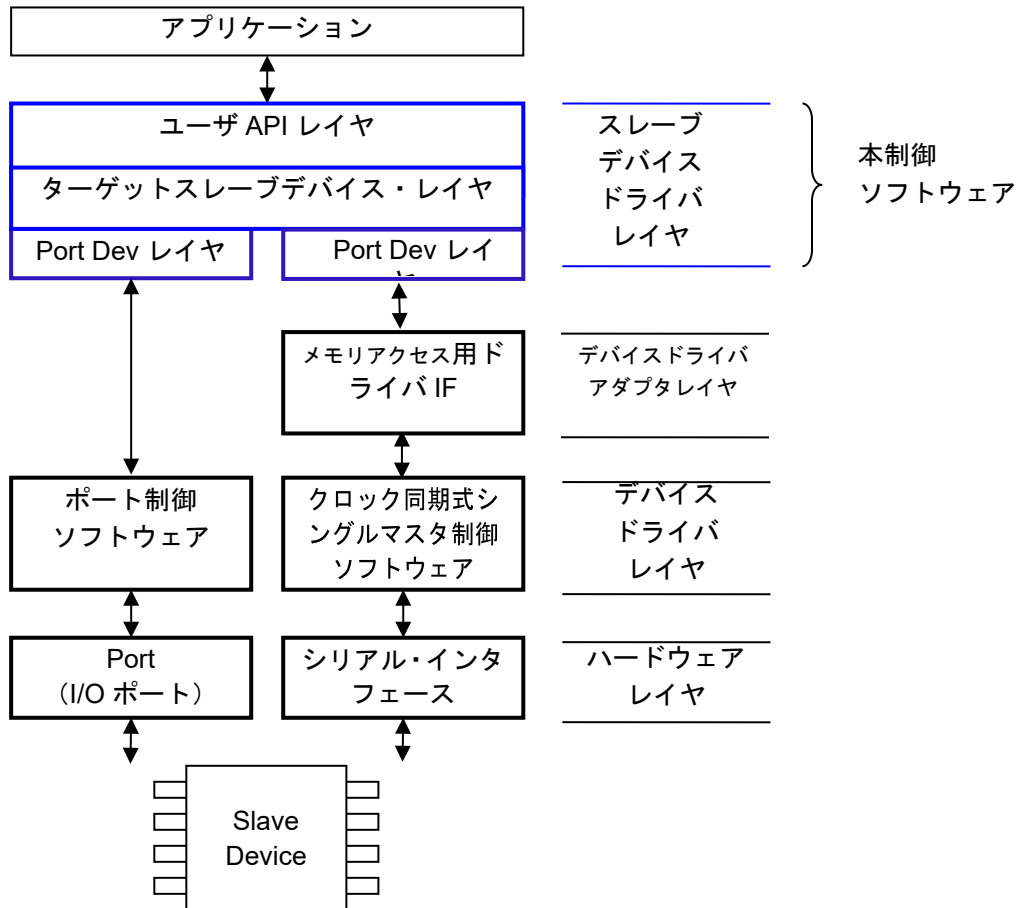 アプリケーション
ユーザ API レイヤ
ターゲットスレーブデバイス・レイヤ
Port Dev レイヤ
Port Dev レイ
スレーブ
デバイス
ドライバ
レイヤ
本制御
ソフトウェア
メモリアクセス用ド
ライバ IF
デバイスドライバ
アダプタレイヤ
ポート制御
ソフトウェア
クロック同期式シ
ングルマスタ制御
ソフトウェア
デバイス
ドライバ
レイヤ
Port
（I/O ポート）
シリアル・インタ
フェース
ハードウェア
レイヤ
Slave
Device